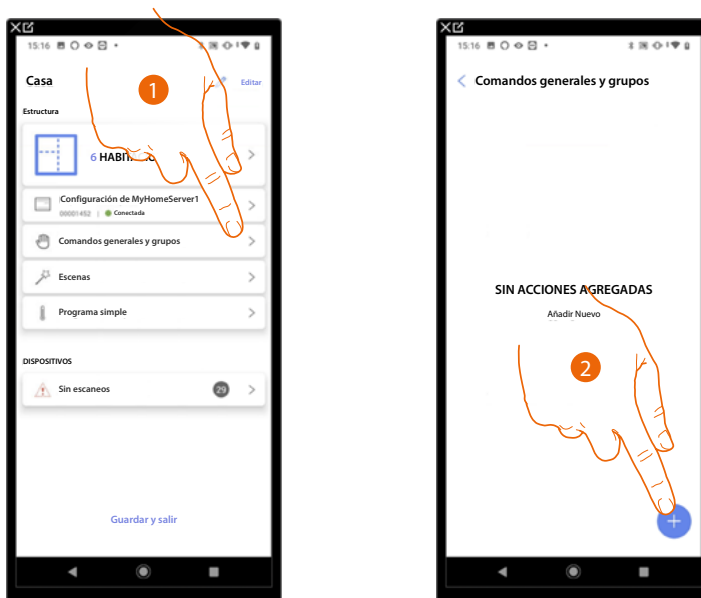 15:16
Casa
1
Editar
Estructura
6 HABITA
Configuración de MyHomeServer1
00001452 | Conectada
Comandos generales y grupos
Escenas
Programa simple
DISPOSITIVOS
Sin escaneos
29
Guardar y salir
15:16
Comandos generales y grupos
SIN ACCIONES AGREGADAS
Añadir Nuevo
2